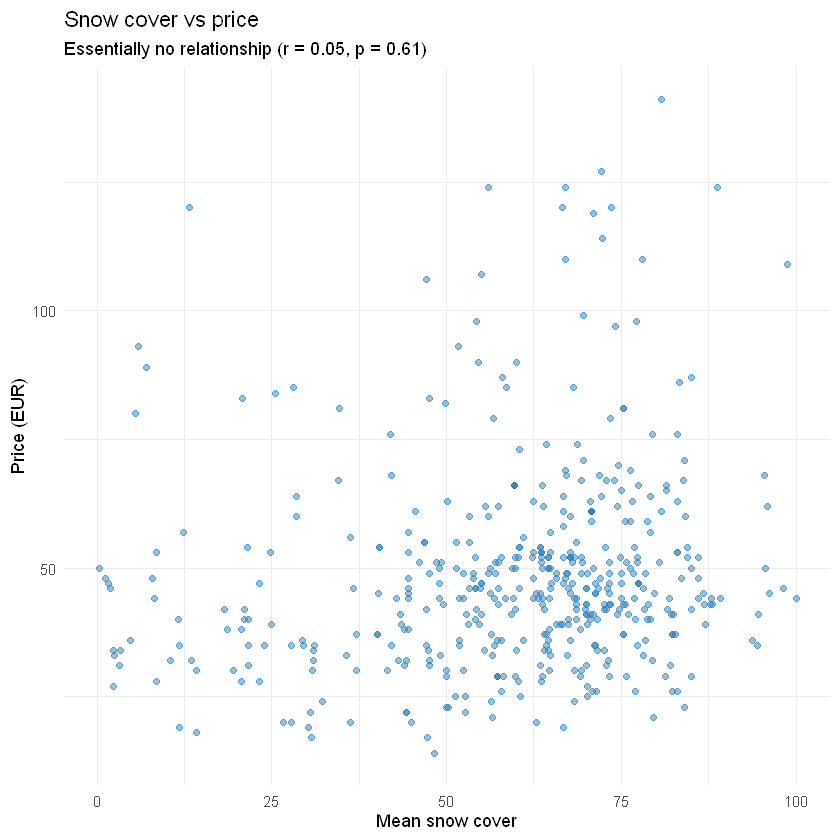 Snow cover vs price
Essentially no relationship (r = 0.05, p = 0.61)
Price (EUR)
100
50
0
25
50
75
100
Mean snow cover